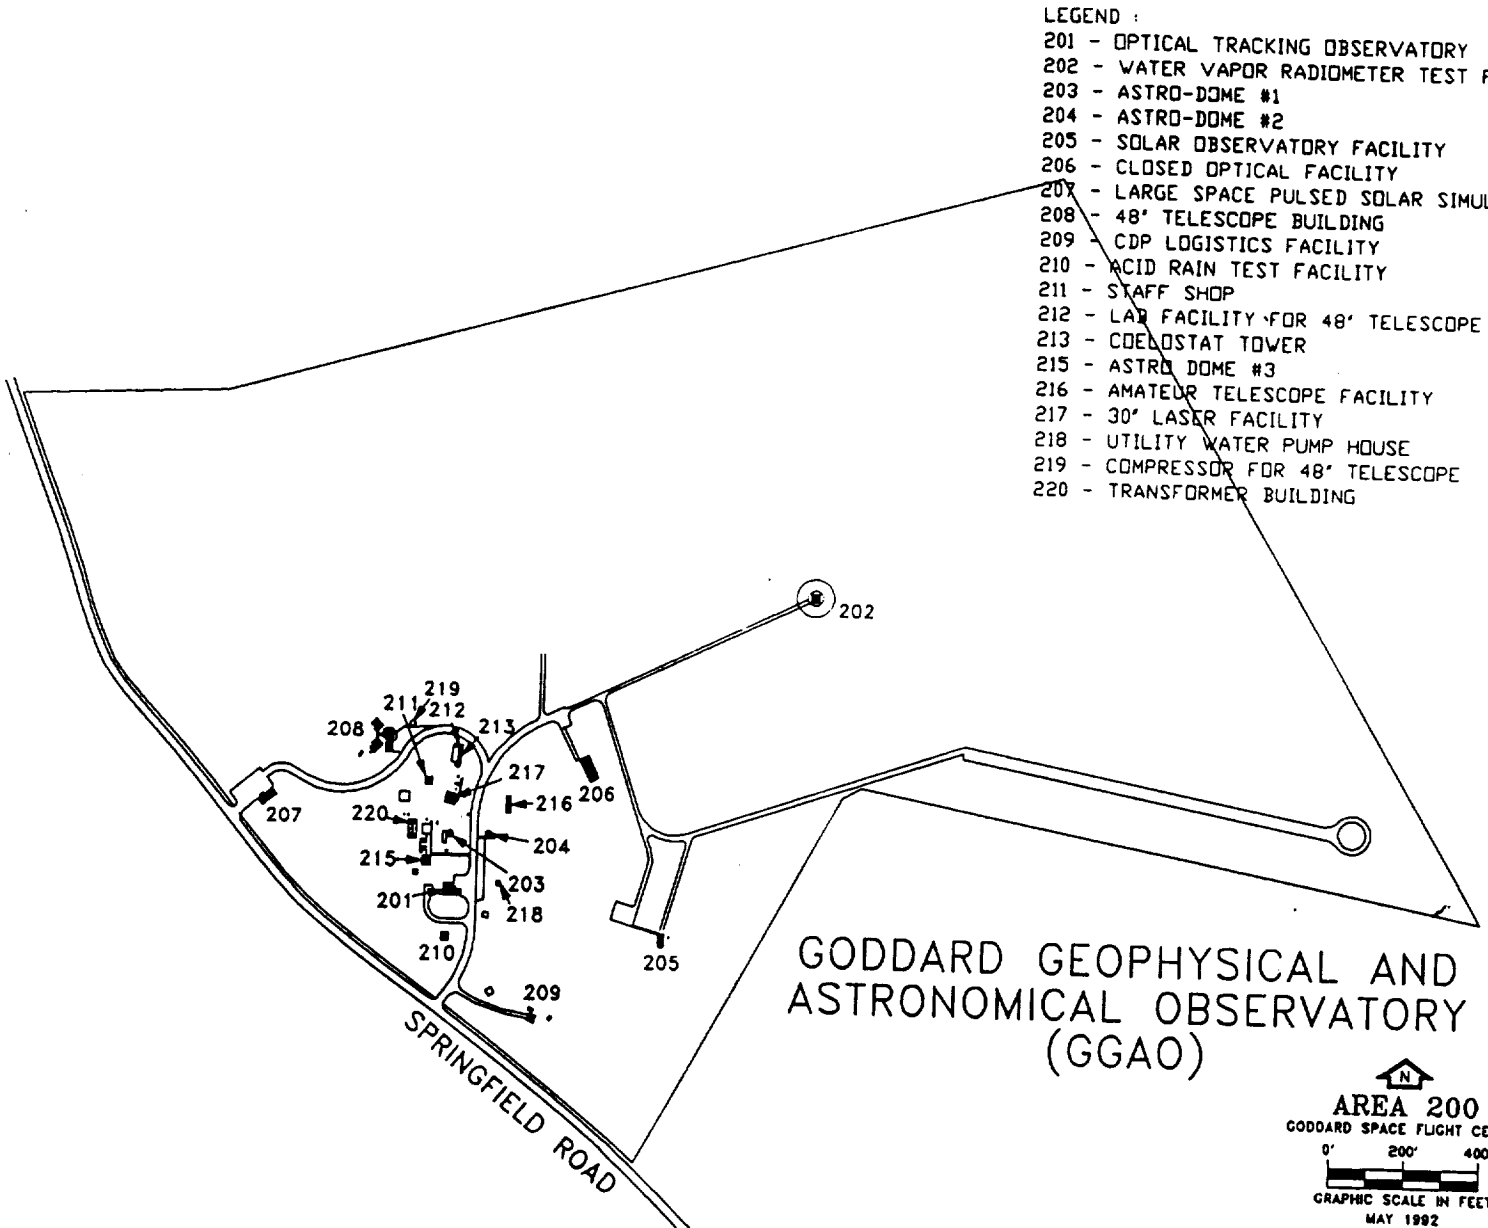 LEGEND :
201 - OPTICAL TRACKING OBSERVATORY
202 - WATER VAPOR RADIOMETER TEST F
203 - ASTRO-DOME #1
204 - ASTRO-DOME #2
205 - SOLAR OBSERVATORY FACILITY
206 - CLOSED OPTICAL FACILITY
207 - LARGE SPACE PULSED SOLAR SIMUL
208 - 48" TELESCOPE BUILDING
209 - CDP LOGISTICS FACILITY
210 - ACID RAIN TEST FACILITY
211 - STAFF SHOP
212 - LAB FACILITY FOR 48" TELESCOPE
213 - COELOSTAT TOWER
215 - ASTRO DOME #3
216 - AMATEUR TELESCOPE FACILITY
217 - 30" LASER FACILITY
218 - UTILITY WATER PUMP HOUSE
219 - COMPRESSOR FOR 48" TELESCOPE
220 - TRANSFORMER BUILDING
202
219
211
212
208
213
217
206
216
207
220
204
215
203
201
218
210
205
209
SPRINGFIELD ROAD
GODDARD GEOPHYSICAL AND
ASTRONOMICAL OBSERVATORY
(GGAO)
N
AREA 200
GODDARD SPACE FLIGHT CE
0' 200' 400
GRAPHIC SCALE IN FEET
MAY 1992